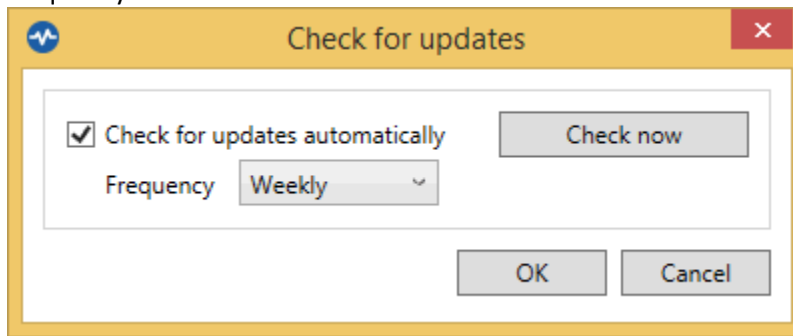 Check for updates
Check for updates automatically Check now
Frequency Weekly
OK Cancel